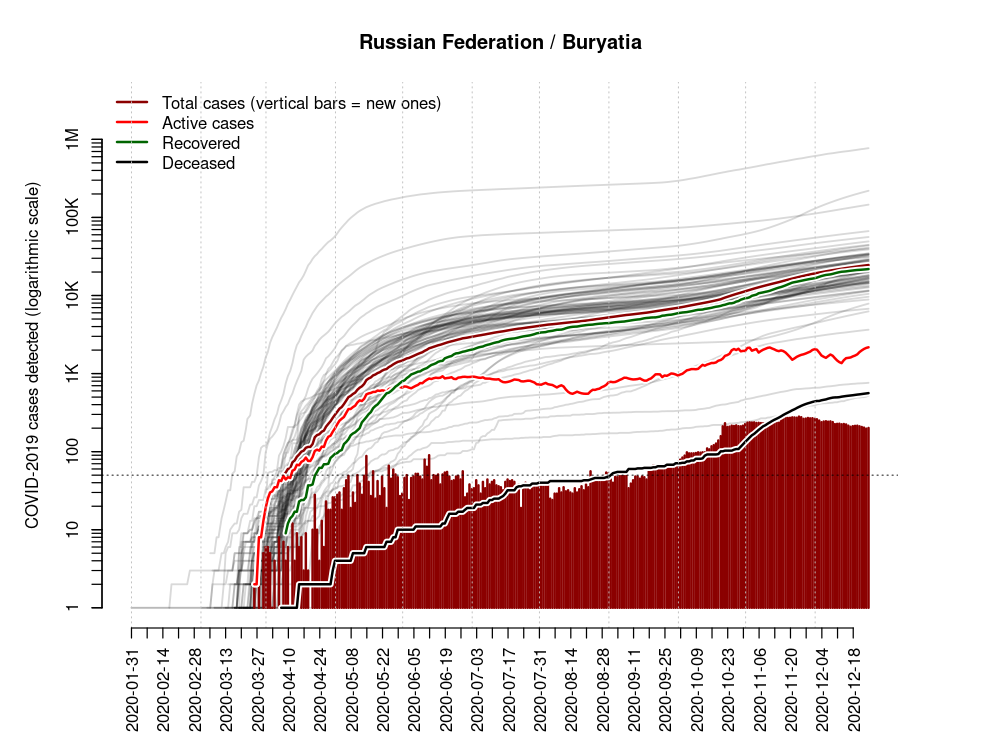 Russian Federation / Buryatia
Total cases (vertical bars = new ones)
Active cases
Recovered
Deceased
COVID-2019 cases detected (logarithmic scale)
1M
100K
10K
1K
100
10
1
2020-01-31
2020-02-14
2020-02-28
2020-03-13
2020-03-27
2020-04-10
2020-04-24
2020-05-08
2020-05-22
2020-06-05
2020-06-19
2020-07-03
2020-07-17
2020-07-31
2020-08-14
2020-08-28
2020-09-11
2020-09-25
2020-10-09
2020-10-23
2020-11-06
2020-11-20
2020-12-04
2020-12-18